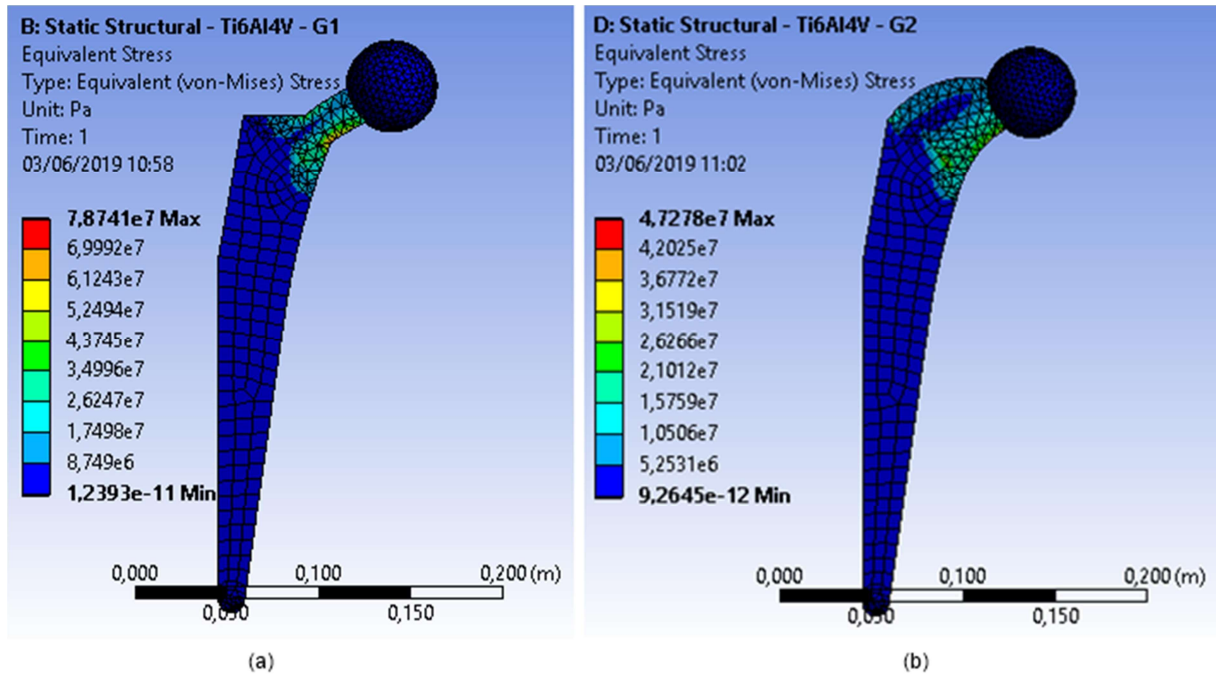 B: Static Structural - Ti6Al4V - G1
Equivalent Stress
Type: Equivalent (von-Mises) Stress
Unit: Pa
Time: 1
03/06/2019 10:58
7,8741e7 Max
6,9992e7
6,1243e7
5,2494e7
4,3745e7
3,4996e7
2,6247e7
1,7498e7
8,749e6
1,2393e-11 Min
0,000 0,100 0,200 (m)
0,050 0,150
(a)
D: Static Structural - Ti6Al4V - G2
Equivalent Stress
Type: Equivalent (von-Mises) Stress
Unit: Pa
Time: 1
03/06/2019 11:02
4,7278e7 Max
4,2025e7
3,6772e7
3,1519e7
2,6266e7
2,1012e7
1,5759e7
1,0506e7
5,2531e6
9,2645e-12 Min
0,000 0,100 0,200 (m)
0,050 0,150
(b)